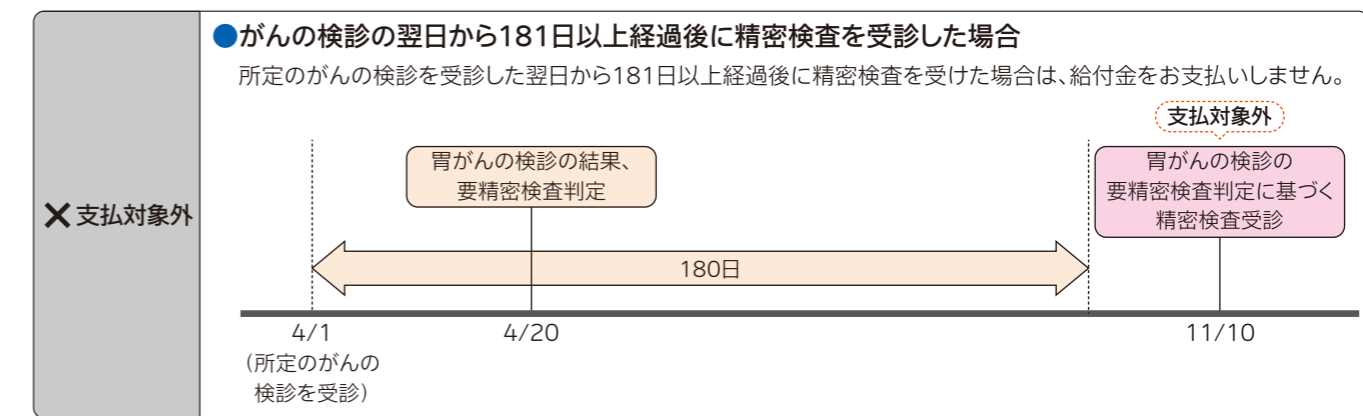 ●がんの検診の翌日から181日以上経過後に精密検査を受診した場合
所定のがんの検診を受診した翌日から181日以上経過後に精密検査を受けた場合は、給付金をお支払いしません。
✕支払対象外
支払対象外
胃がんの検診の結果、
要精密検査判定
胃がんの検診の
要精密検査判定に基づく
精密検査受診
180日
4/1
(所定のがんの
検診を受診)
4/20
11/10